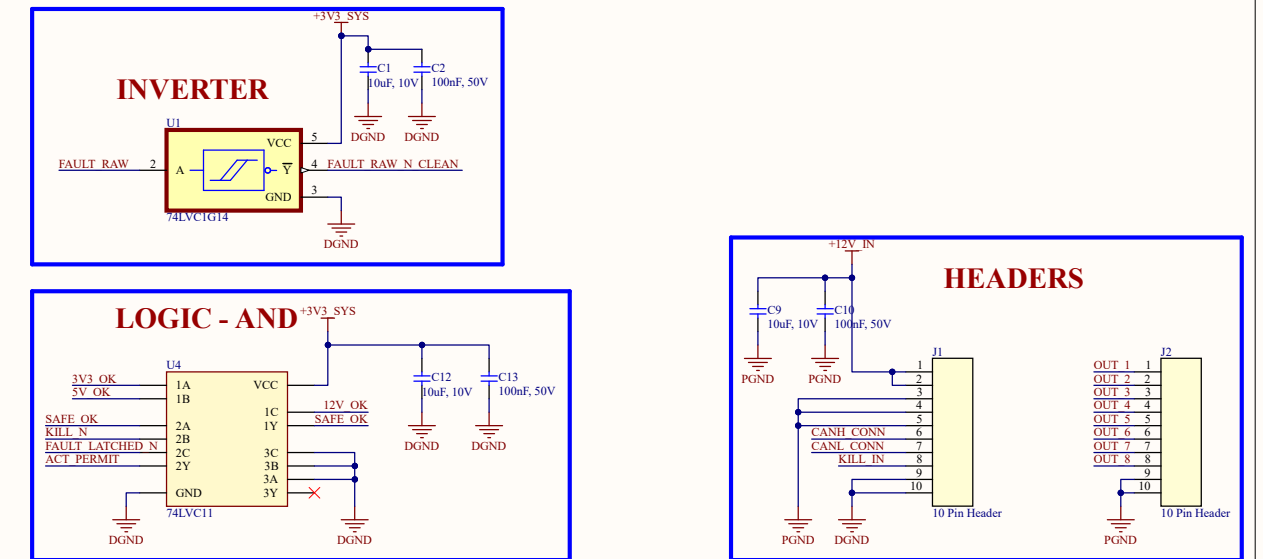 +3V3_SYS
INVERTER
C1
10uF, 10V
C2
100nF, 50V
DGND
DGND
U1
VCC
5
FAULT_RAW
2
A
Y
4
FAULT_RAW_N_CLEAN
GND
3
74LVC1G14
DGND
LOGIC - AND
+3V3_SYS
U4
3V3_OK
1A
VCC
5V_OK
1B
1C
12V_OK
SAFE_OK
2A
1Y
SAFE_OK
KILL_N
2B
FAULT_LATCHED_N
2C
3C
ACT_PERMIT
2Y
3B
3A
GND
3Y
74LVC11
C12
10uF, 10V
C13
100nF, 50V
DGND
DGND
DGND
DGND
+12V_IN
HEADERS
C9
10uF, 10V
C10
100nF, 50V
PGND
PGND
J1
1
2
3
4
5
CANH_CONN
6
CANL_CONN
7
KILL_IN
8
9
10
10 Pin Header
PGND
DGND
J2
OUT_1
1
OUT_2
2
OUT_3
3
OUT_4
4
OUT_5
5
OUT_6
6
OUT_7
7
OUT_8
8
9
10
10 Pin Header
PGND